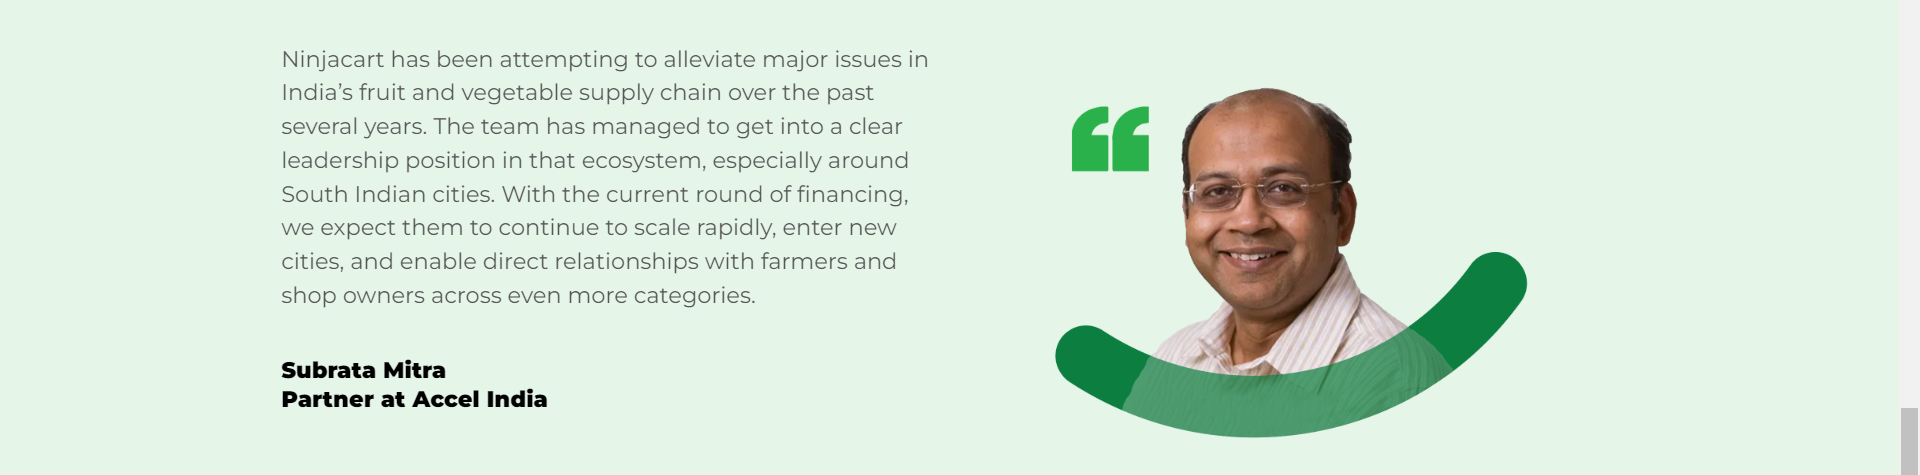 Ninjacart has been attempting to alleviate major issues in
India’s fruit and vegetable supply chain over the past
several years. The team has managed to get into a clear
leadership position in that ecosystem, especially around
South Indian cities. With the current round of financing,
we expect them to continue to scale rapidly, enter new
cities, and enable direct relationships with farmers and
shop owners across even more categories.
Subrata Mitra
Partner at Accel India